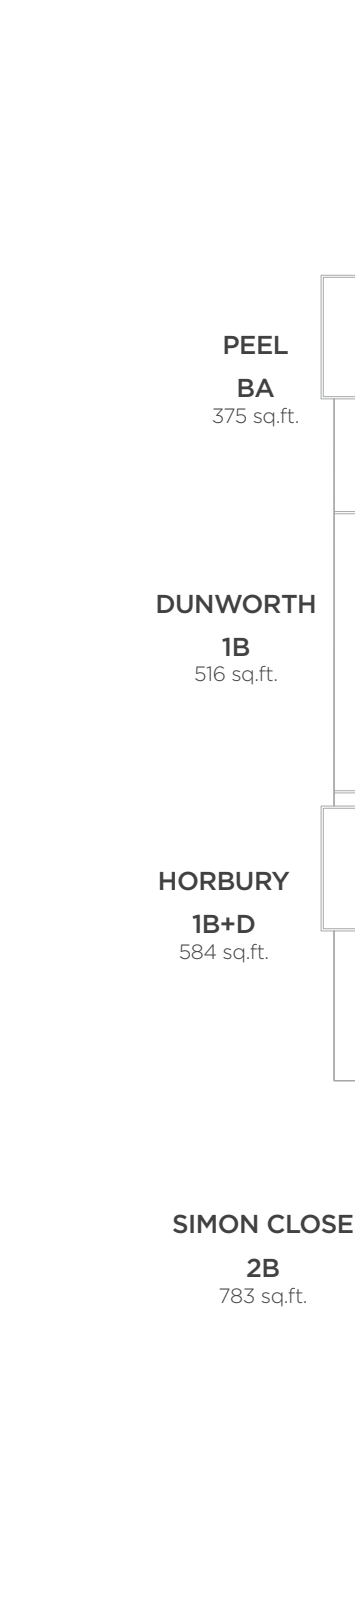 PEEL
BA
375 sq.ft.
DUNWORTH
1B
516 sq.ft.
HORBURY
1B+D
584 sq.ft.
SIMON CLOSE
2B
783 sq.ft.